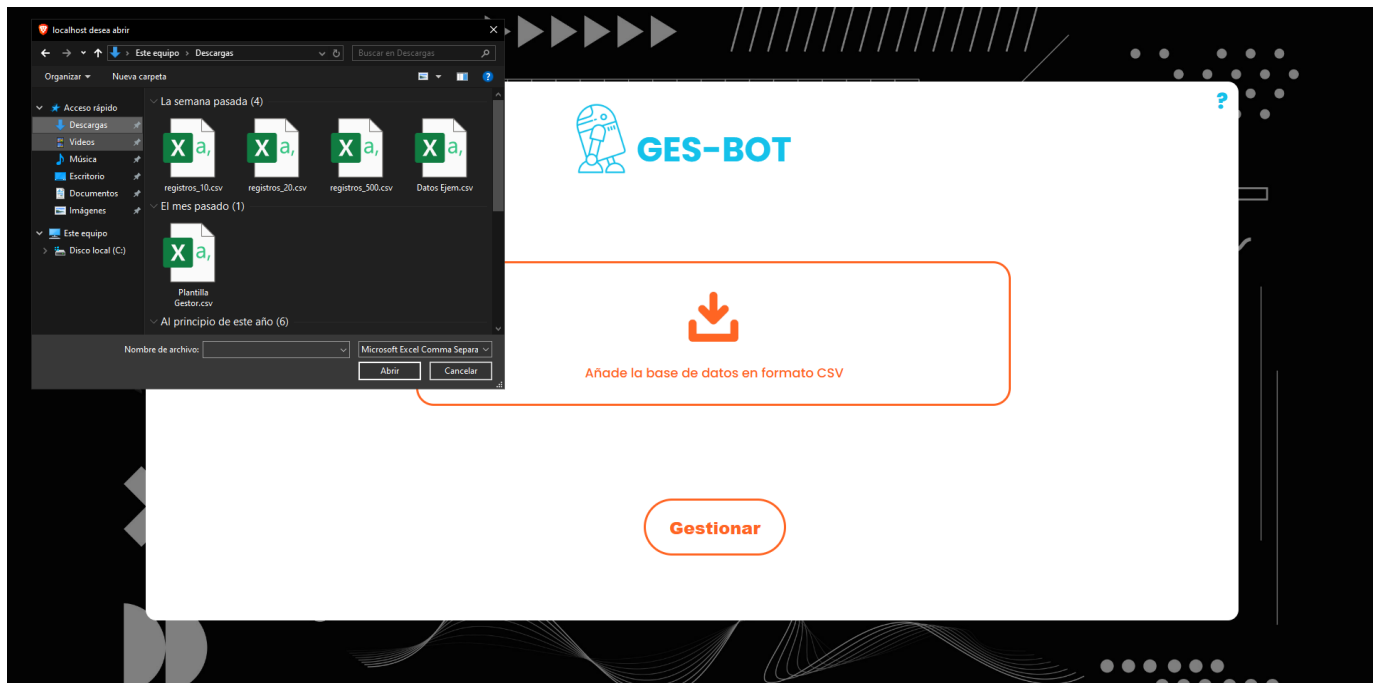 localhost desea abrir
Este equipo > Descargas
Buscar en Descargas
Organizar
Nueva carpeta
?
Acceso rápido
Descargas
Videos
Música
Escritorio
Documentos
Imágenes
Este equipo
Disco local (C:)
La semana pasada (4)
X a,
X a,
X a,
X a,
registros_10.csv
registros_20.csv
registros_500.csv
Datos Ejem.csv
El mes pasado (1)
X a,
Plantilla
Gestor.csv
Al principio de este año (6)
Nombre de archivo:
Microsoft Excel Comma Separa
Abrir
Cancelar
?
GES-BOT
Añade la base de datos en formato CSV
Gestionar